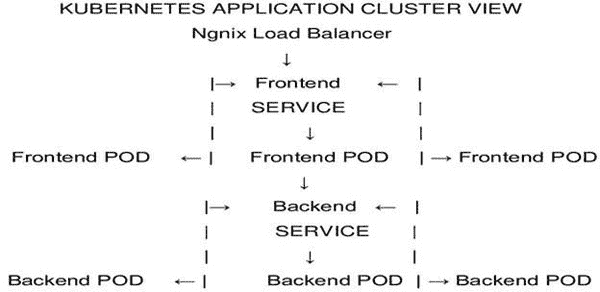 KUBERNETES APPLICATION CLUSTER VIEW
Ngnix Load Balancer
↓
|→ Frontend ← |
| SERVICE |
| ↓ |
Frontend POD ← | Frontend POD | → Frontend POD
↓
|→ Backend ← |
| SERVICE |
| ↓ |
Backend POD ← | Backend POD | → Backend POD